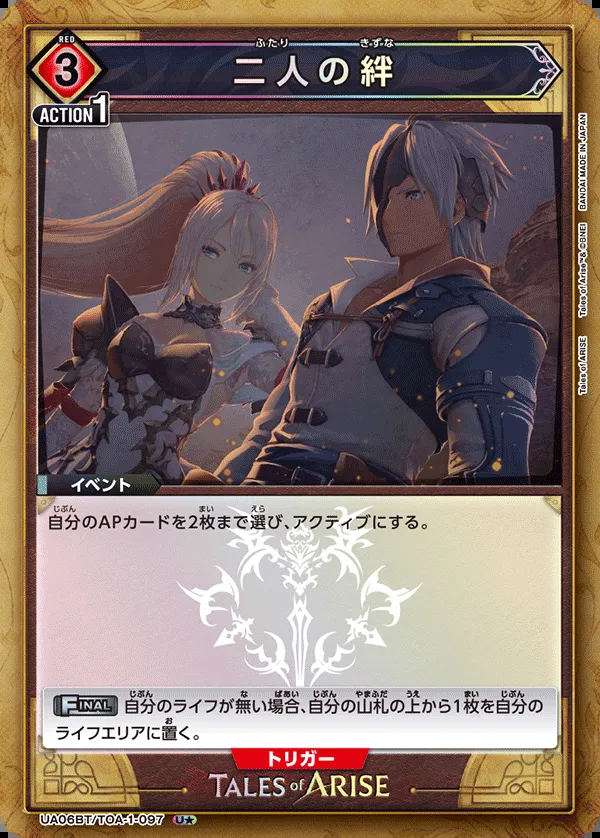 RED
3
ふたり きずな
二人の絆
ACTION 1
BANDAI MADE IN JAPAN
Tales of Arise™& ©BNEI
Tales of ARISE
イベント
じぶん まい えら
自分のAPカードを2枚まで選び、アクティブにする。
じぶん な ばあい じぶん やまふだ うえ まい じぶん
FINAL 自分のライフが無い場合、自分の山札の上から1枚を自分の
お
ライフエリアに置く。
トリガー
TALES of ARISE
UA06BT/TOA-1-097 U★